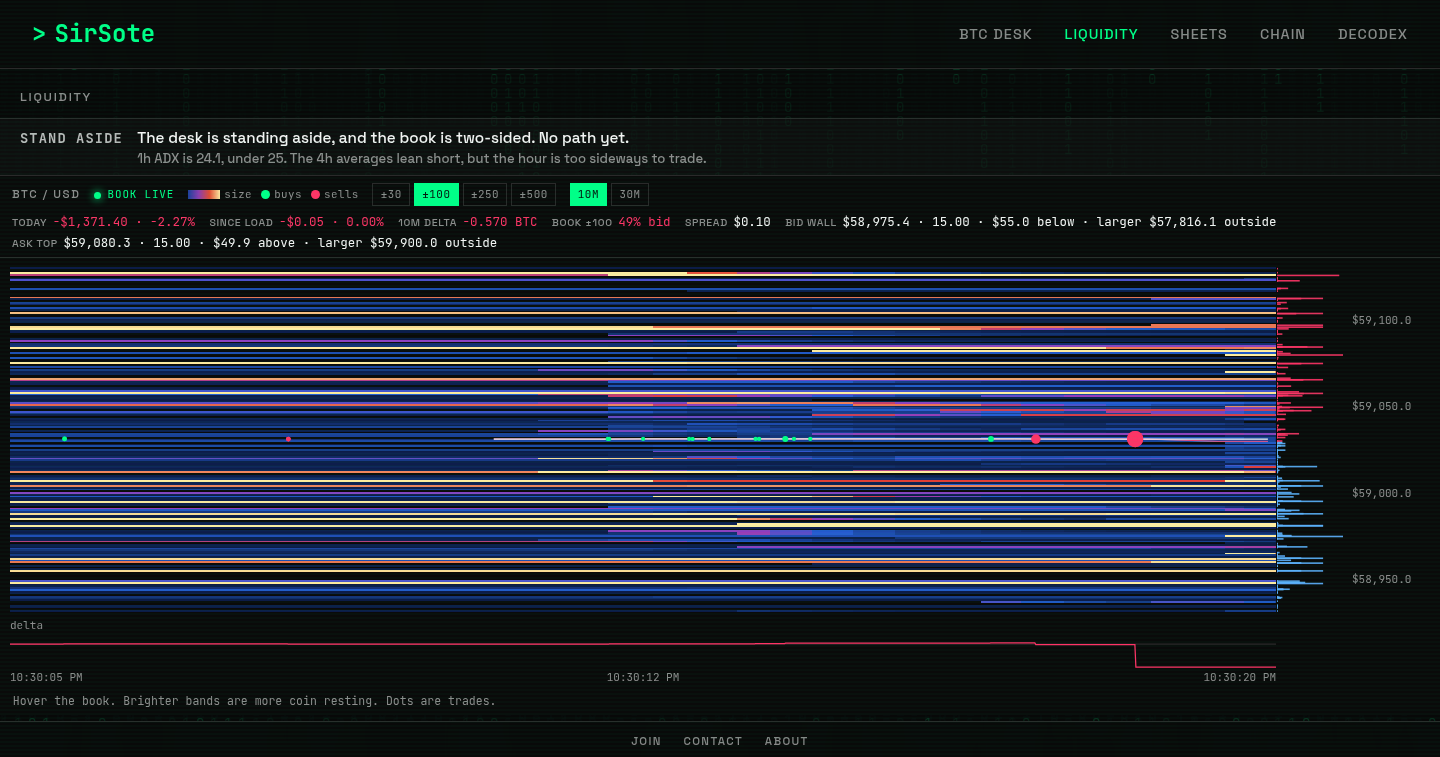 > SirSote
BTC DESK LIQUIDITY SHEETS CHAIN DECODEX
LIQUIDITY
STAND ASIDE The desk is standing aside, and the book is two-sided. No path yet.
1h ADX is 24.1, under 25. The 4h averages lean short, but the hour is too sideways to trade.
BTC / USD BOOK LIVE size buys sells ±30 ±100 ±250 ±500 10M 30M
TODAY -$1,371.40 · -2.27% SINCE LOAD -$0.05 · 0.00% 10M DELTA -0.570 BTC BOOK ±100 49% bid SPREAD $0.10 BID WALL $58,975.4 · 15.00 · $55.0 below · larger $57,816.1 outside
ASK TOP $59,080.3 · 15.00 · $49.9 above · larger $59,900.0 outside
$59,100.0
$59,050.0
$59,000.0
$58,950.0
delta
10:30:05 PM 10:30:12 PM 10:30:20 PM
Hover the book. Brighter bands are more coin resting. Dots are trades.
JOIN CONTACT ABOUT